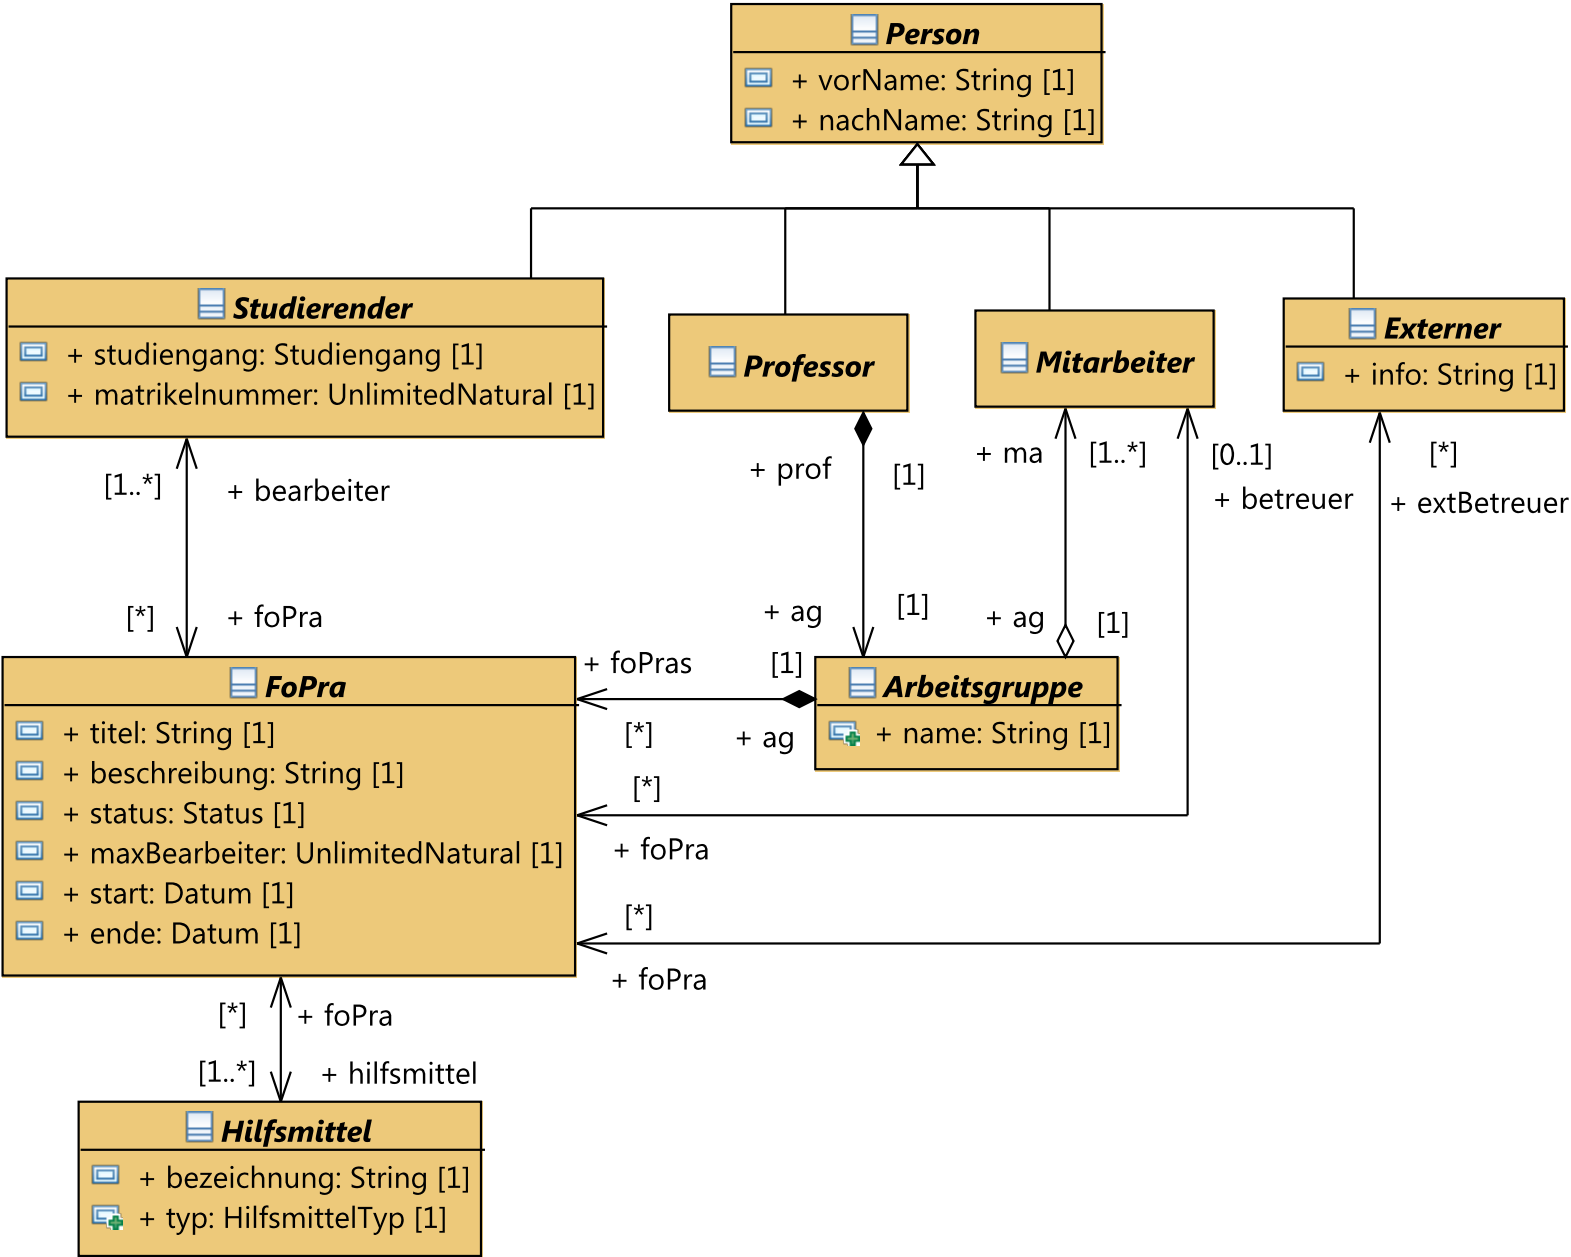 Person
+ vorName: String [1]
+ nachName: String [1]
Studierender
+ studiengang: Studiengang [1]
+ matrikelnummer: UnlimitedNatural [1]
Professor
Mitarbeiter
Externer
+ info: String [1]
[1..*]
+ bearbeiter
[*]
+ foPra
+ prof
[1]
+ ag
[1]
+ ma
[1..*]
+ ag
[1]
[0..1]
+ betreuer
[*]
+ extBetreuer
FoPra
+ titel: String [1]
+ beschreibung: String [1]
+ status: Status [1]
+ maxBearbeiter: UnlimitedNatural [1]
+ start: Datum [1]
+ ende: Datum [1]
+ foPras
[1]
[*]
+ ag
Arbeitsgruppe
+ name: String [1]
[*]
+ foPra
[*]
+ foPra
[*]
+ foPra
[1..*]
+ hilfsmittel
Hilfsmittel
+ bezeichnung: String [1]
+ typ: HilfsmittelTyp [1]